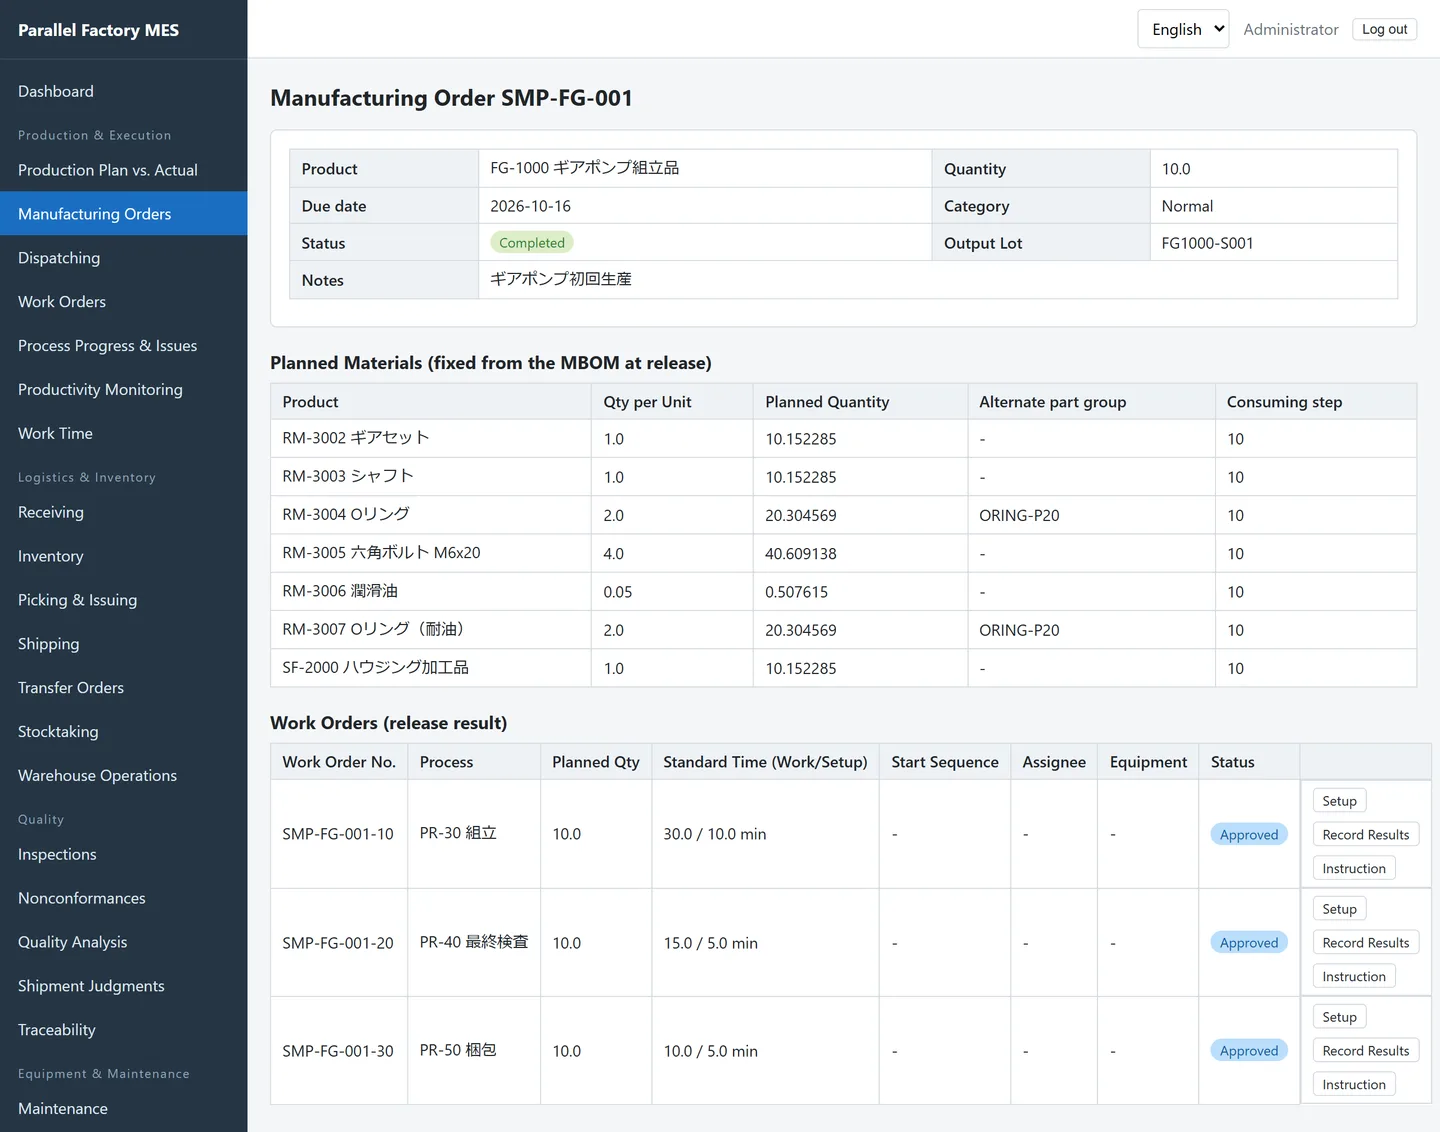 Parallel Factory MES
English
Administrator
Log out
Dashboard
Production & Execution
Production Plan vs. Actual
Manufacturing Orders
Dispatching
Work Orders
Process Progress & Issues
Productivity Monitoring
Work Time
Logistics & Inventory
Receiving
Inventory
Picking & Issuing
Shipping
Transfer Orders
Stocktaking
Warehouse Operations
Quality
Inspections
Nonconformances
Quality Analysis
Shipment Judgments
Traceability
Equipment & Maintenance
Maintenance
Manufacturing Order SMP-FG-001
Product FG-1000 ギアポンプ組立品 Quantity 10.0
Due date 2026-10-16 Category Normal
Status Completed Output Lot FG1000-S001
Notes ギアポンプ初回生産
Planned Materials (fixed from the MBOM at release)
Product Qty per Unit Planned Quantity Alternate part group Consuming step
RM-3002 ギアセット 1.0 10.152285 - 10
RM-3003 シャフト 1.0 10.152285 - 10
RM-3004 Oリング 2.0 20.304569 ORING-P20 10
RM-3005 六角ボルト M6x20 4.0 40.609138 - 10
RM-3006 潤滑油 0.05 0.507615 - 10
RM-3007 Oリング（耐油） 2.0 20.304569 ORING-P20 10
SF-2000 ハウジング加工品 1.0 10.152285 - 10
Work Orders (release result)
Work Order No. Process Planned Qty Standard Time (Work/Setup) Start Sequence Assignee Equipment Status
SMP-FG-001-10 PR-30 組立 10.0 30.0 / 10.0 min - - - Approved
Setup
Record Results
Instruction
SMP-FG-001-20 PR-40 最終検査 10.0 15.0 / 5.0 min - - - Approved
Setup
Record Results
Instruction
SMP-FG-001-30 PR-50 梱包 10.0 10.0 / 5.0 min - - - Approved
Setup
Record Results
Instruction